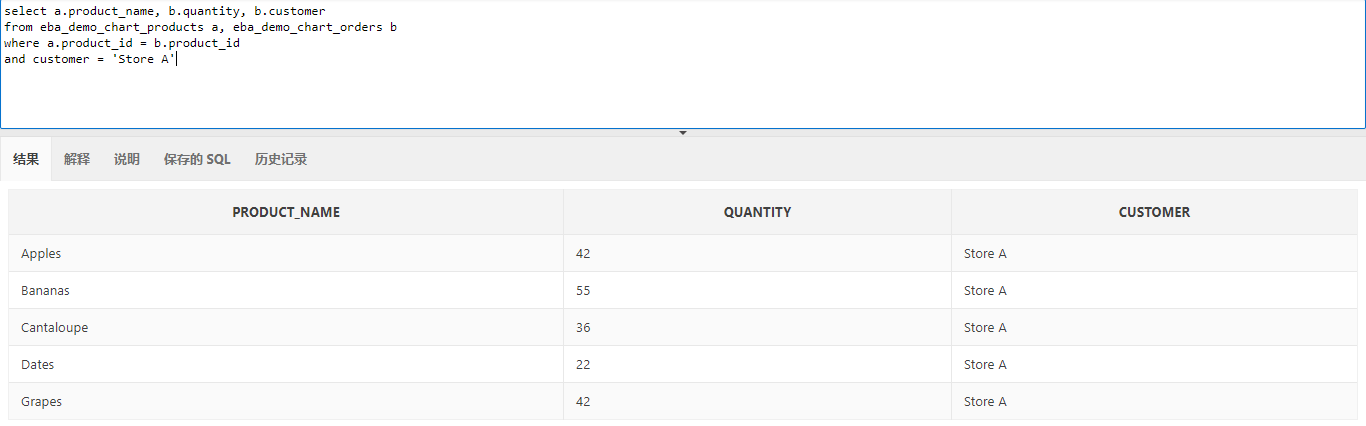 select a.product_name, b.quantity, b.customer
from eba_demo_chart_products a, eba_demo_chart_orders b
where a.product_id = b.product_id
and customer = 'Store A'
结果 解释 说明 保存的 SQL 历史记录
PRODUCT_NAME QUANTITY CUSTOMER
Apples 42 Store A
Bananas 55 Store A
Cantaloupe 36 Store A
Dates 22 Store A
Grapes 42 Store A